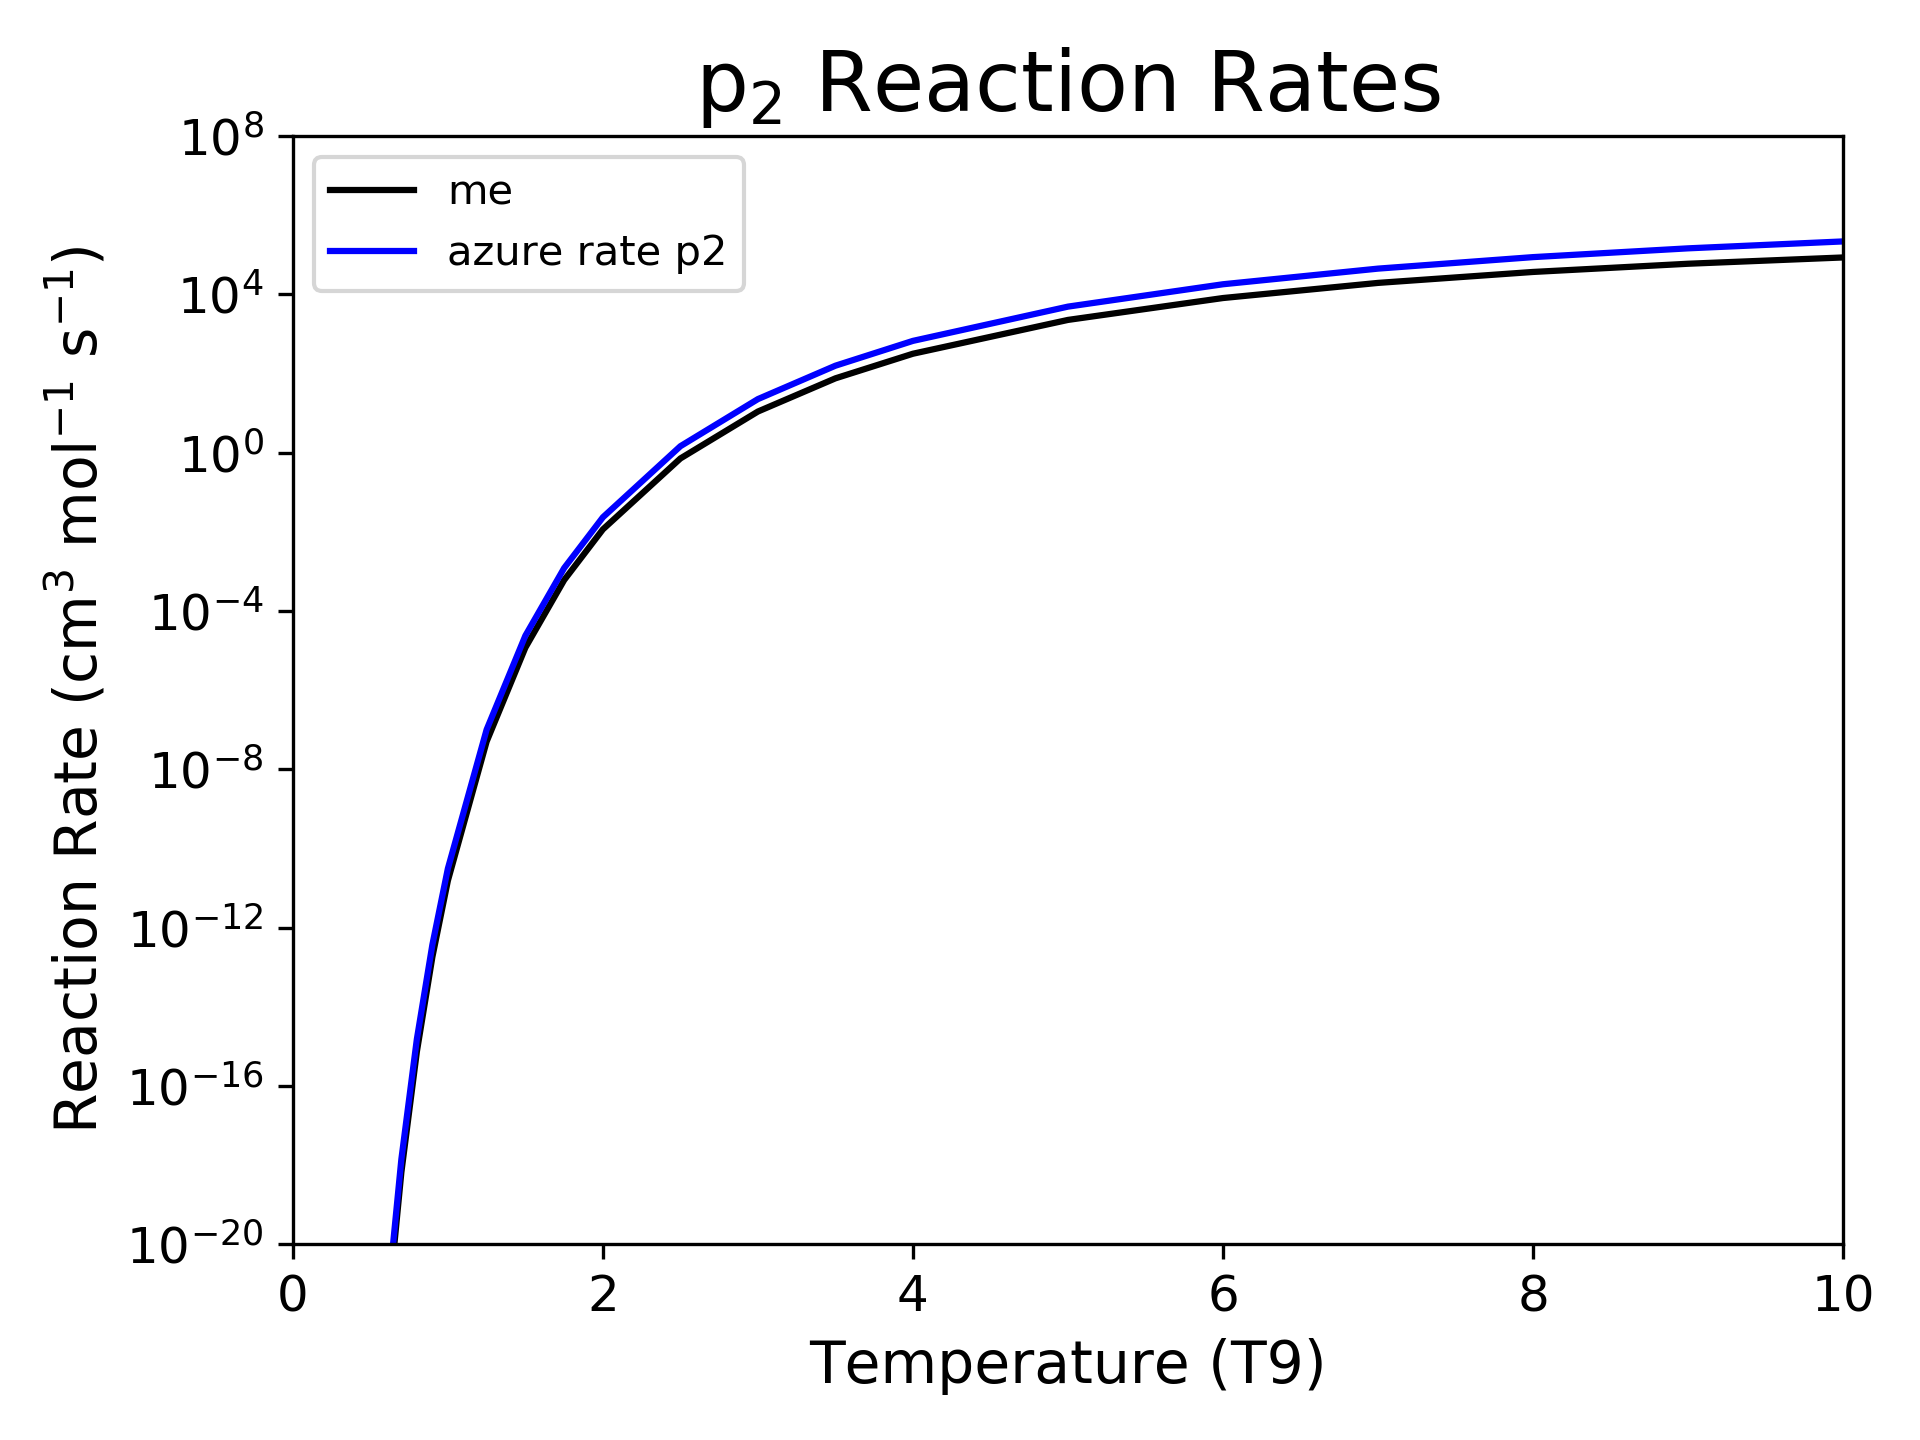 p₂ Reaction Rates
me
azure rate p2
Reaction Rate (cm³ mol⁻¹ s⁻¹)
10⁸
10⁴
10⁰
10⁻⁴
10⁻⁸
10⁻¹²
10⁻¹⁶
10⁻²⁰
0 2 4 6 8 10
Temperature (T9)